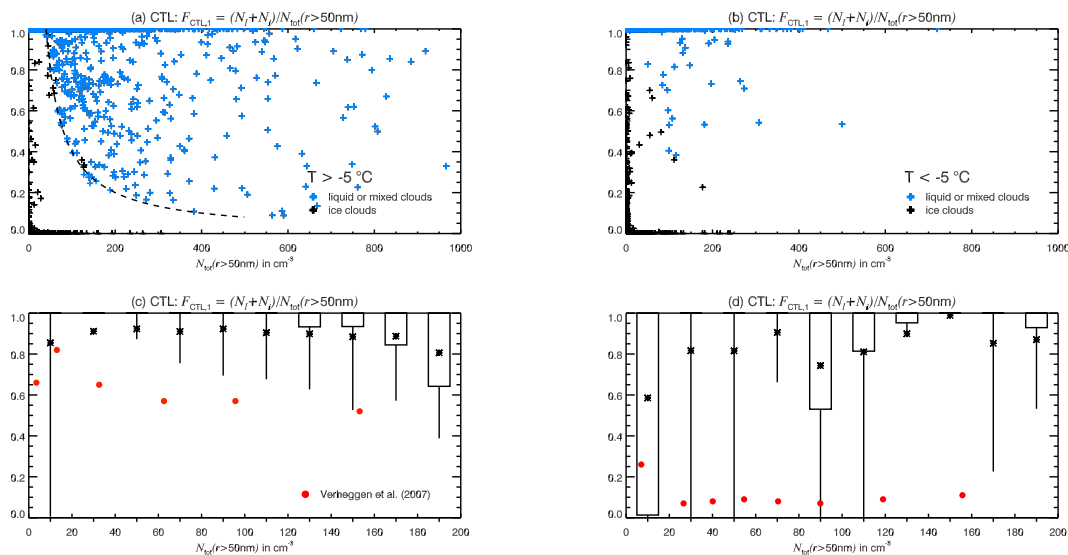 (a) CTL: F_CTL,1 = (N_l+N_i)/N_tot(r>50nm)
1.0
0.8
0.6
0.4
0.2
0.0
T > -5 °C
liquid or mixed clouds
ice clouds
0 200 400 600 800 1000
N_tot(r>50nm) in cm⁻³
(b) CTL: F_CTL,1 = (N_l+N_i)/N_tot(r>50nm)
1.0
0.8
0.6
0.4
0.2
0.0
T < -5 °C
liquid or mixed clouds
ice clouds
0 200 400 600 800 1000
N_tot(r>50nm) in cm⁻³
(c) CTL: F_CTL,1 = (N_l+N_i)/N_tot(r>50nm)
1.0
0.8
0.6
0.4
0.2
0.0
Verheggen et al. (2007)
0 20 40 60 80 100 120 140 160 180 200
N_tot(r>50nm) in cm⁻³
(d) CTL: F_CTL,1 = (N_l+N_i)/N_tot(r>50nm)
1.0
0.8
0.6
0.4
0.2
0.0
0 20 40 60 80 100 120 140 160 180 200
N_tot(r>50nm) in cm⁻³